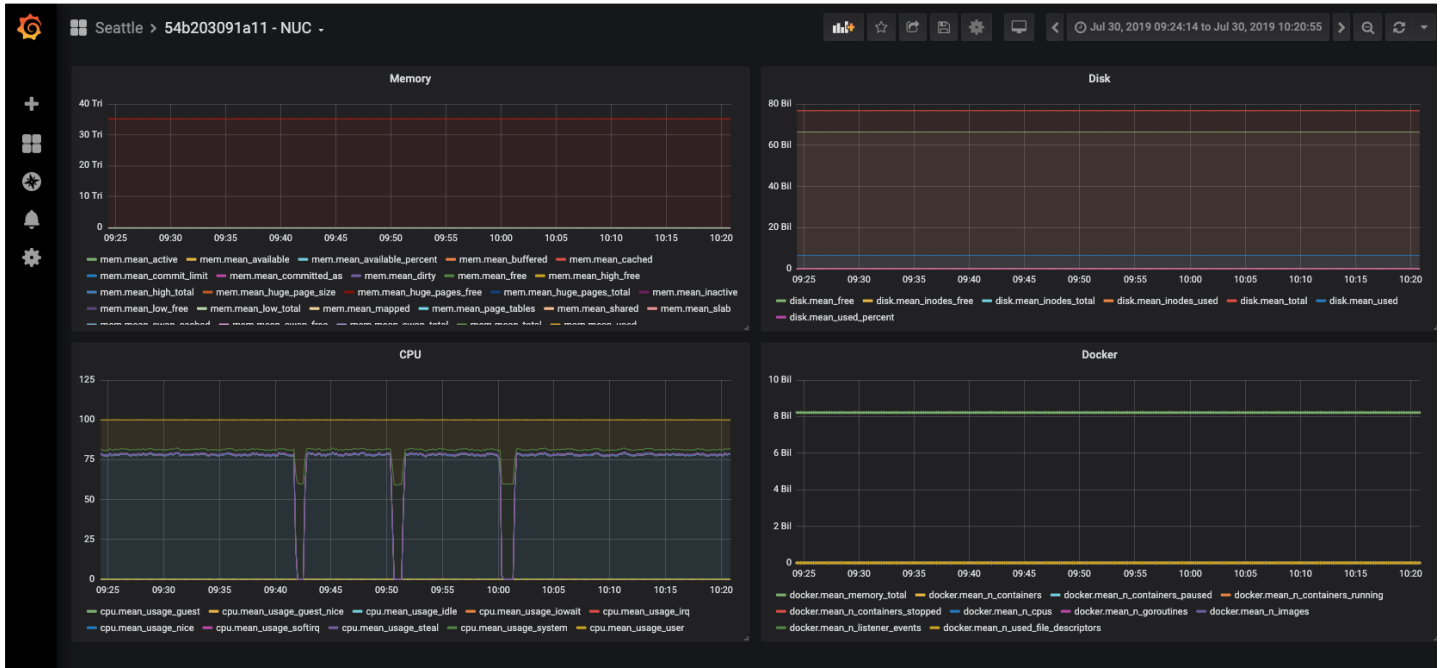 Seattle > 54b203091a11 - NUC
Jul 30, 2019 09:24:14 to Jul 30, 2019 10:20:55
Memory
40 Tri
30 Tri
20 Tri
10 Tri
0
09:25 09:30 09:35 09:40 09:45 09:50 09:55 10:00 10:05 10:10 10:15 10:20
mem.mean_active mem.mean_available mem.mean_available_percent mem.mean_buffered mem.mean_cached
mem.mean_commit_limit mem.mean_committed_as mem.mean_dirty mem.mean_free mem.mean_high_free
mem.mean_high_total mem.mean_huge_page_size mem.mean_huge_pages_free mem.mean_huge_pages_total mem.mean_inactive
mem.mean_low_free mem.mean_low_total mem.mean_mapped mem.mean_page_tables mem.mean_shared mem.mean_slab
mem.mean_swap_cached mem.mean_swap_free mem.mean_swap_total mem.mean_total mem.mean_used
Disk
80 Bil
60 Bil
40 Bil
20 Bil
0
09:25 09:30 09:35 09:40 09:45 09:50 09:55 10:00 10:05 10:10 10:15 10:20
disk.mean_free disk.mean_inodes_free disk.mean_inodes_total disk.mean_inodes_used disk.mean_total disk.mean_used
disk.mean_used_percent
CPU
125
100
75
50
25
0
09:25 09:30 09:35 09:40 09:45 09:50 09:55 10:00 10:05 10:10 10:15 10:20
cpu.mean_usage_guest cpu.mean_usage_guest_nice cpu.mean_usage_idle cpu.mean_usage_iowait cpu.mean_usage_irq
cpu.mean_usage_nice cpu.mean_usage_softirq cpu.mean_usage_steal cpu.mean_usage_system cpu.mean_usage_user
Docker
10 Bil
8 Bil
6 Bil
4 Bil
2 Bil
0
09:25 09:30 09:35 09:40 09:45 09:50 09:55 10:00 10:05 10:10 10:15 10:20
docker.mean_memory_total docker.mean_n_containers docker.mean_n_containers_paused docker.mean_n_containers_running
docker.mean_n_containers_stopped docker.mean_n_cpus docker.mean_n_goroutines docker.mean_n_images
docker.mean_n_listener_events docker.mean_n_used_file_descriptors